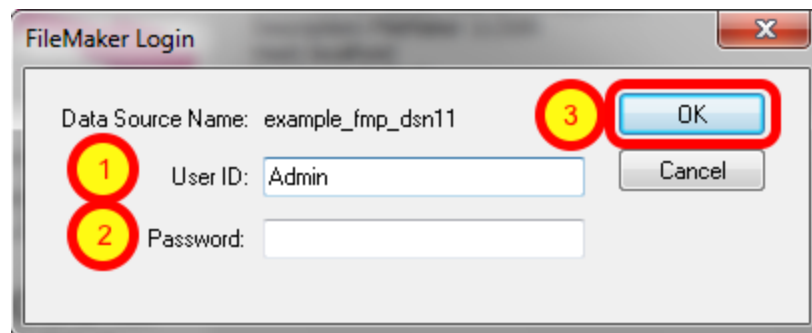 FileMaker Login
Data Source Name: example_fmp_dsn11
3
OK
1
User ID: Admin
Cancel
2
Password: